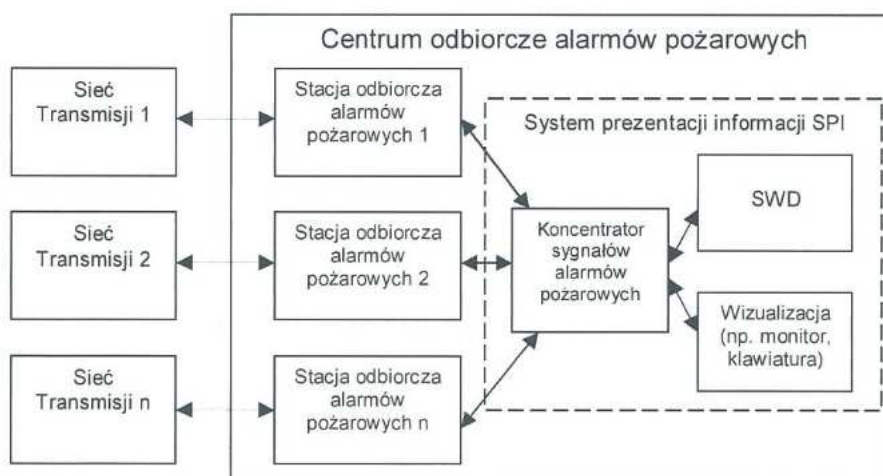 Centrum odbiorcze alarmów pożarowych
Sieć
Transmisji 1
Stacja odbiorcza
alarmów
pożarowych 1
System prezentacji informacji SPI
SWD
Sieć
Transmisji 2
Stacja odbiorcza
alarmów
pożarowych 2
Koncentrator
sygnałów
alarmów
pożarowych
Wizualizacja
(np. monitor,
klawiatura)
Sieć
Transmisji n
Stacja odbiorcza
alarmów
pożarowych n